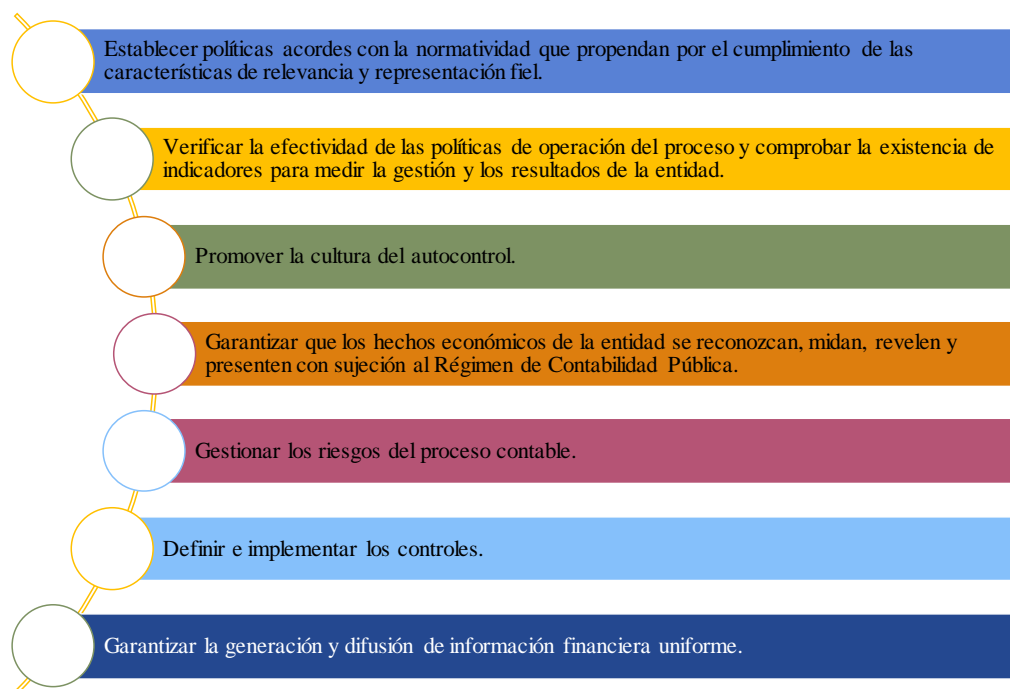 Establecer políticas acordes con la normatividad que propendan por el cumplimiento de las
características de relevancia y representación fiel.
Verificar la efectividad de las políticas de operación del proceso y comprobar la existencia de
indicadores para medir la gestión y los resultados de la entidad.
Promover la cultura del autocontrol.
Garantizar que los hechos económicos de la entidad se reconozcan, midan, revelen y
presenten con sujeción al Régimen de Contabilidad Pública.
Gestionar los riesgos del proceso contable.
Definir e implementar los controles.
Garantizar la generación y difusión de información financiera uniforme.